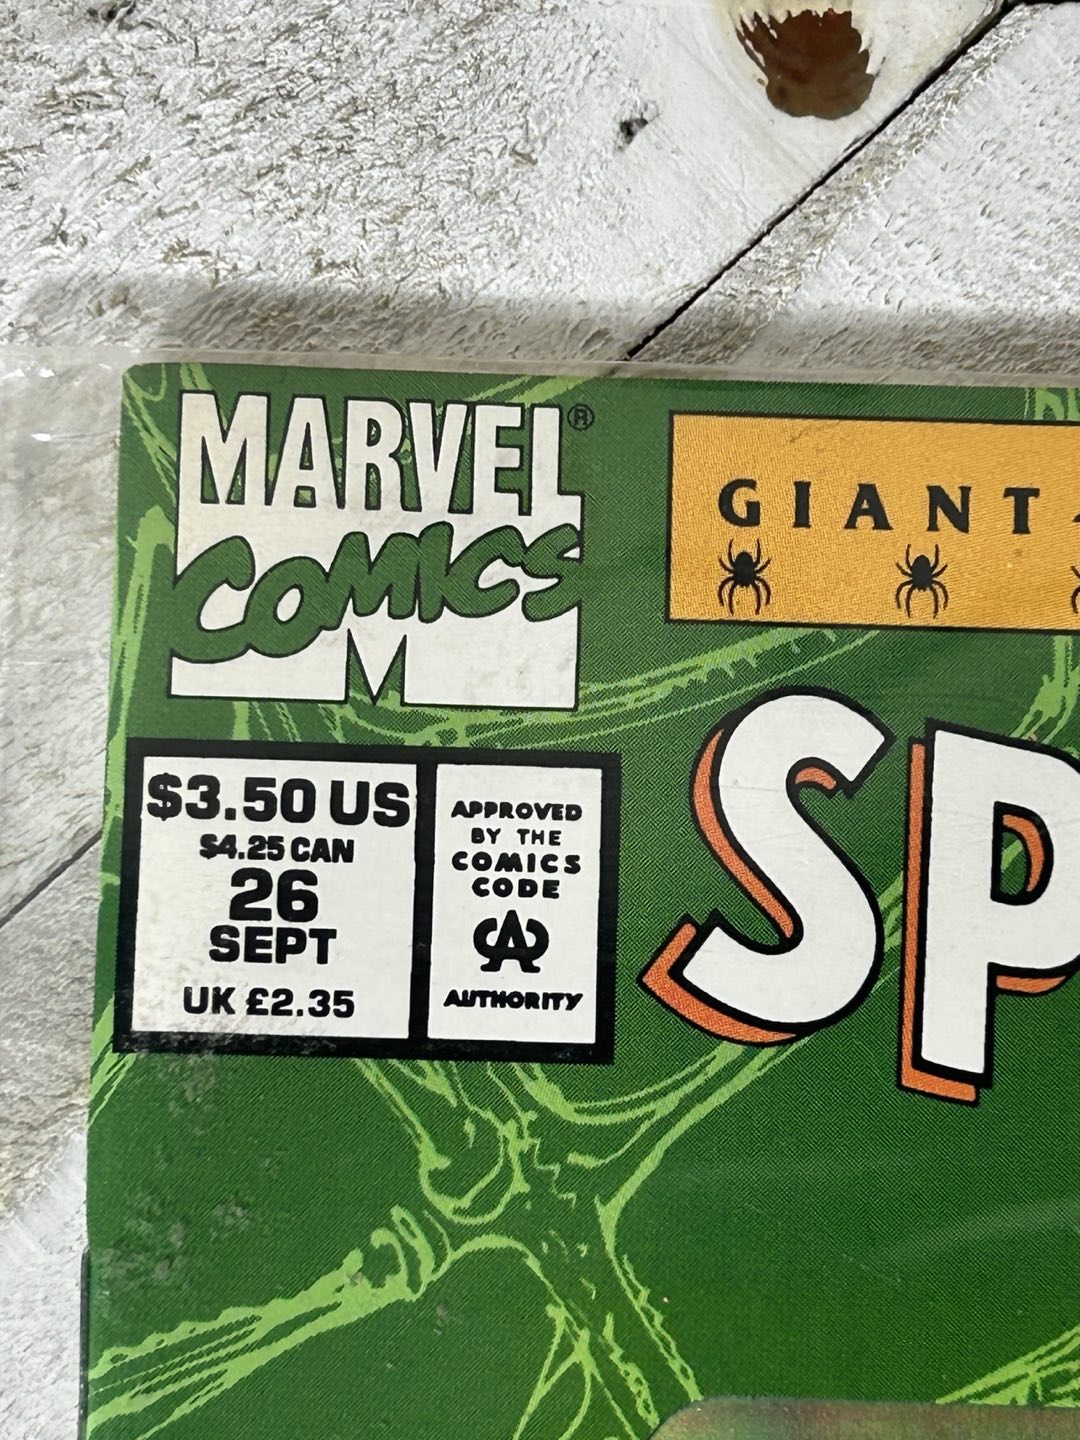 MARVEL®
COMICS
M
GIANT
$3.50 US
$4.25 CAN
26
SEPT
UK £2.35
APPROVED
BY THE
COMICS
CODE
A
AUTHORITY
SP